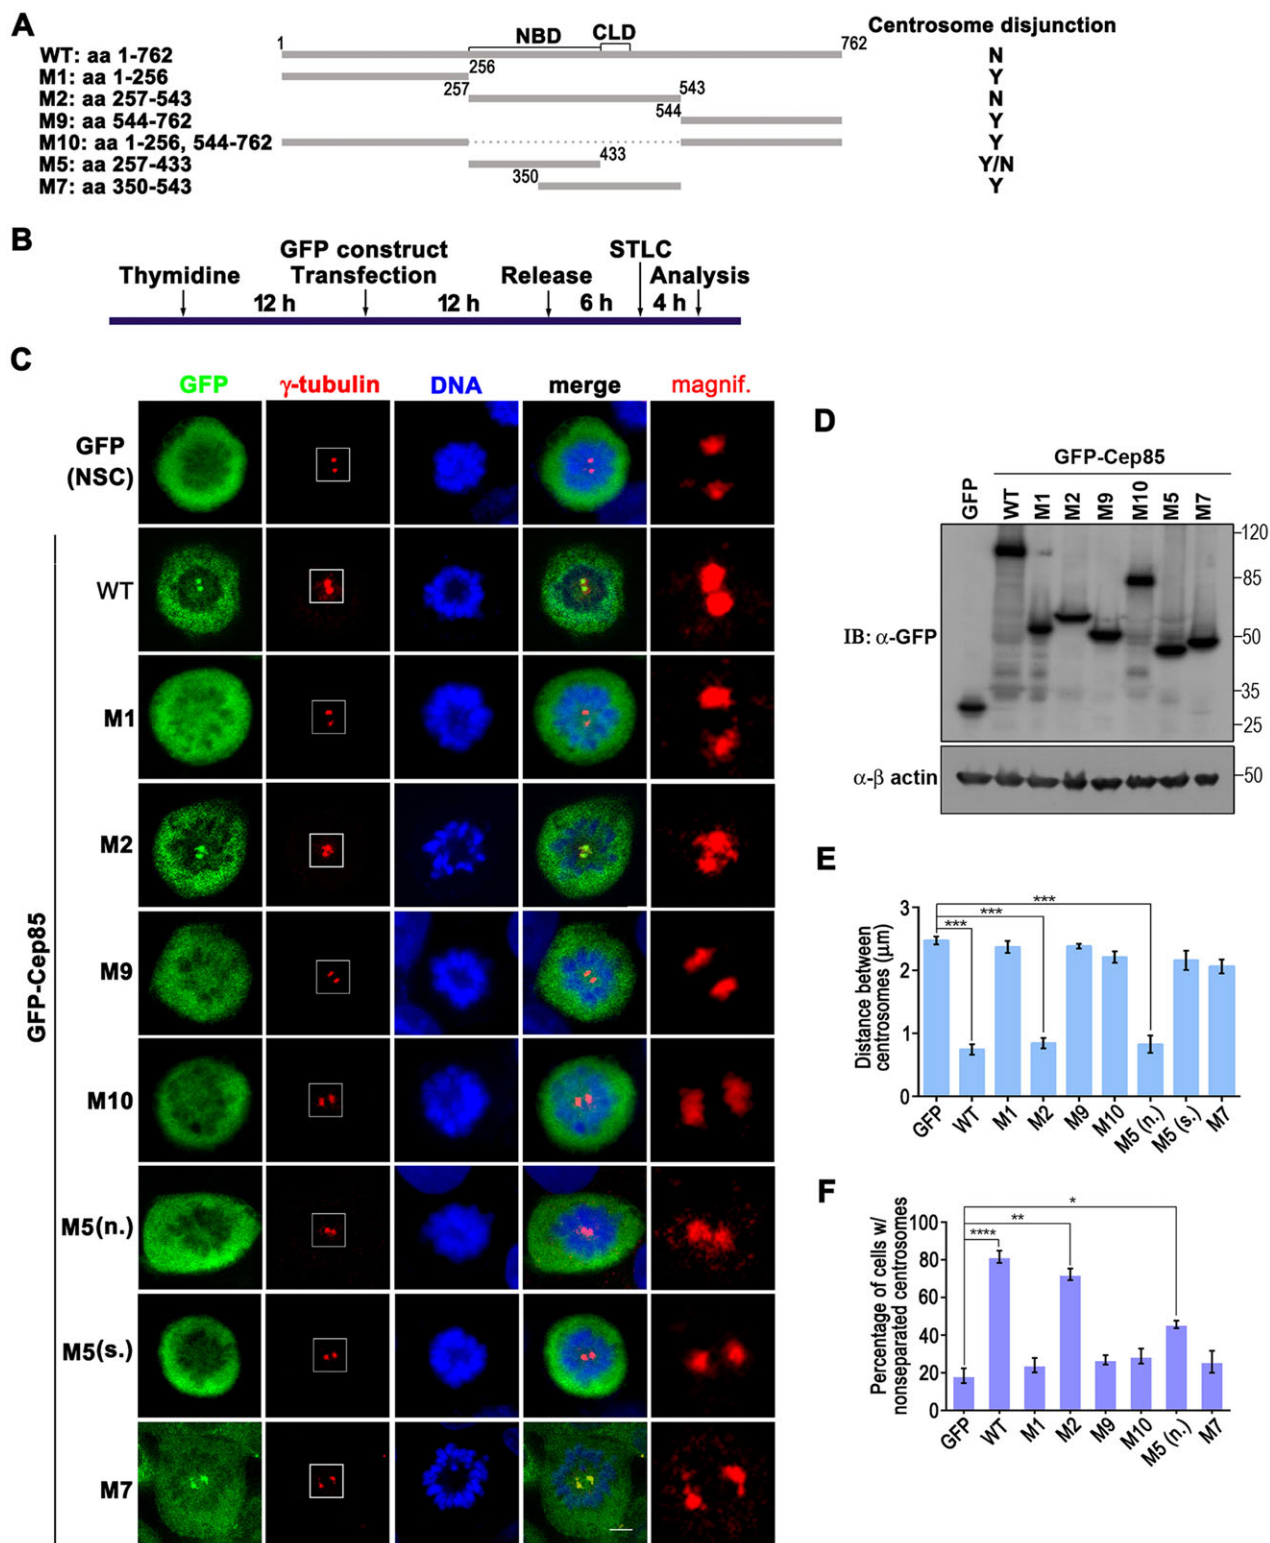 A
Centrosome disjunction
1 NBD CLD 762
WT: aa 1-762 N
M1: aa 1-256 256 Y
M2: aa 257-543 257 543 N
M9: aa 544-762 544 Y
M10: aa 1-256, 544-762 Y
M5: aa 257-433 433 Y/N
M7: aa 350-543 350 Y
B
GFP construct STLC
Thymidine Transfection Release Analysis
12 h 12 h 6 h 4 h
C
GFP γ-tubulin DNA merge magnif.
GFP
(NSC)
GFP-Cep85
WT
M1
M2
M9
M10
M5(n.)
M5(s.)
M7
D
GFP-Cep85
GFP WT M1 M2 M9 M10 M5 M7
120
85
IB: α-GFP
50
35
25
α-β actin
50
E
Distance between
centrosomes (μm)
3
2
1
0
***
***
***
GFP WT M1 M2 M9 M10 M5 (n.) M5 (s.) M7
F
Percentage of cells w/
nonseparated centrosomes
100
80
60
40
20
0
*
**
****
GFP WT M1 M2 M9 M10 M5 (n.) M7